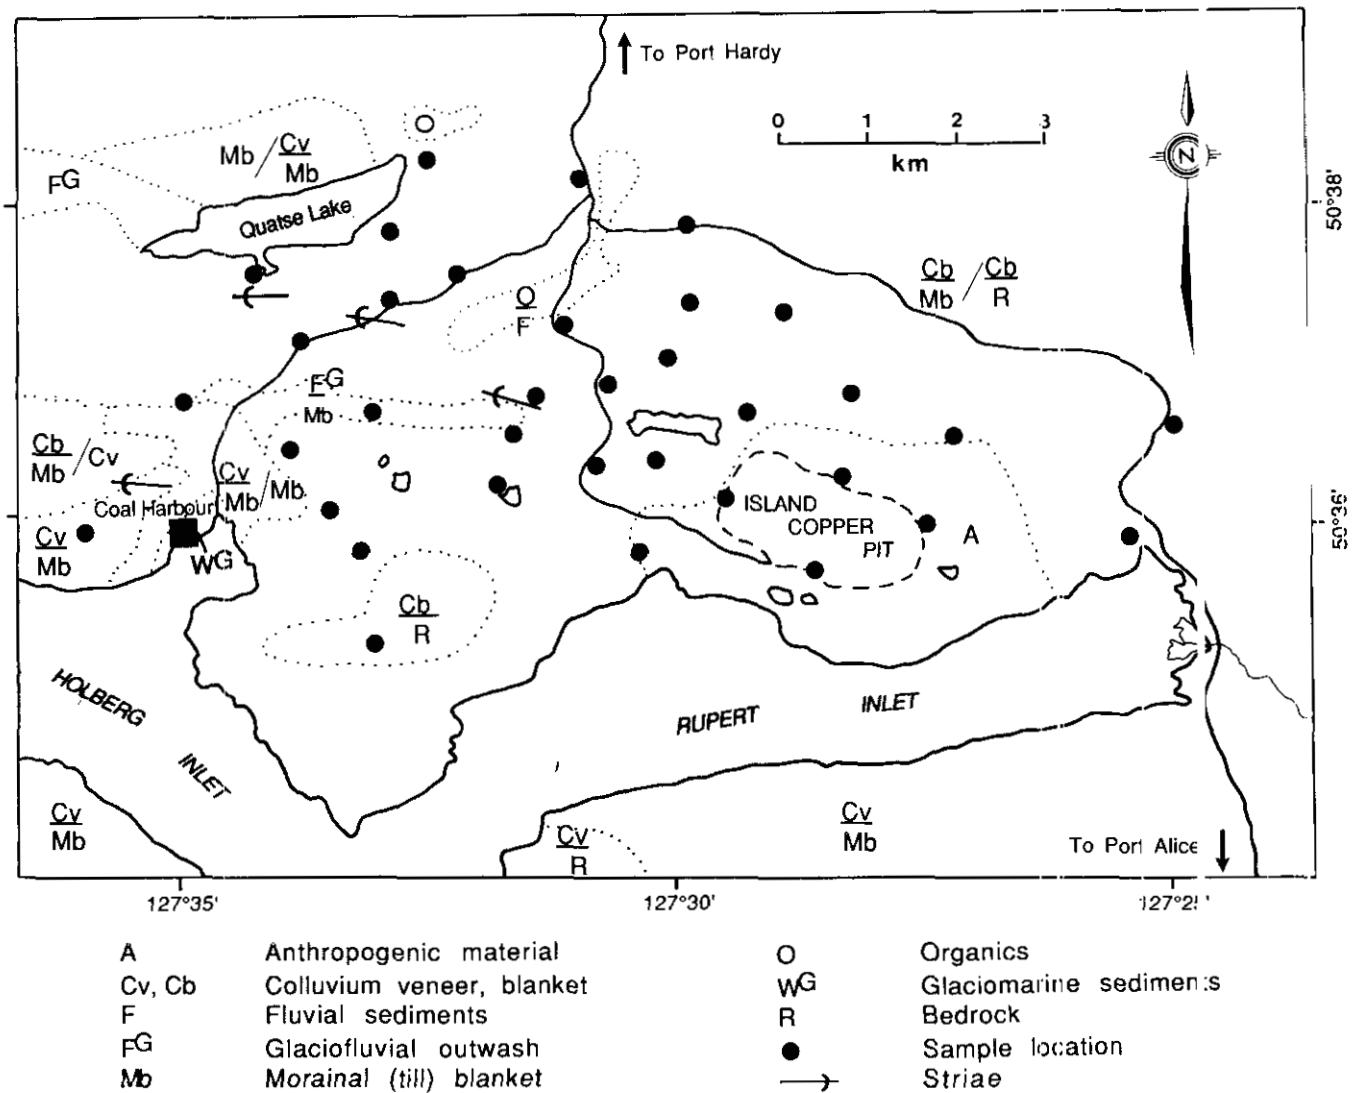 To Port Hardy
0 1 2 3
km
N
O
Mb / Cv
Mb
FG
Quatse Lake
50°38'
Cb / Cb
Mb R
O
F
FG
Mb
Cb / Cv
Mb
Cv / Mb
Mb
Coal Harbour
WG
Cv
Mb
ISLAND
COPPER
PIT
A
50°36'
Cb
R
HOLBERG
INLET
RUPERT INLET
Cv
Mb
Cv
R
Cv
Mb
To Port Alice
127°35' 127°30'
A Anthropogenic material
Cv, Cb Colluvium veneer, blanket
F Fluvial sediments
FG Glaciofluvial outwash
Mb Morainal (till) blanket
O Organics
WG Glaciomarine sediments
R Bedrock
Sample location
Striae